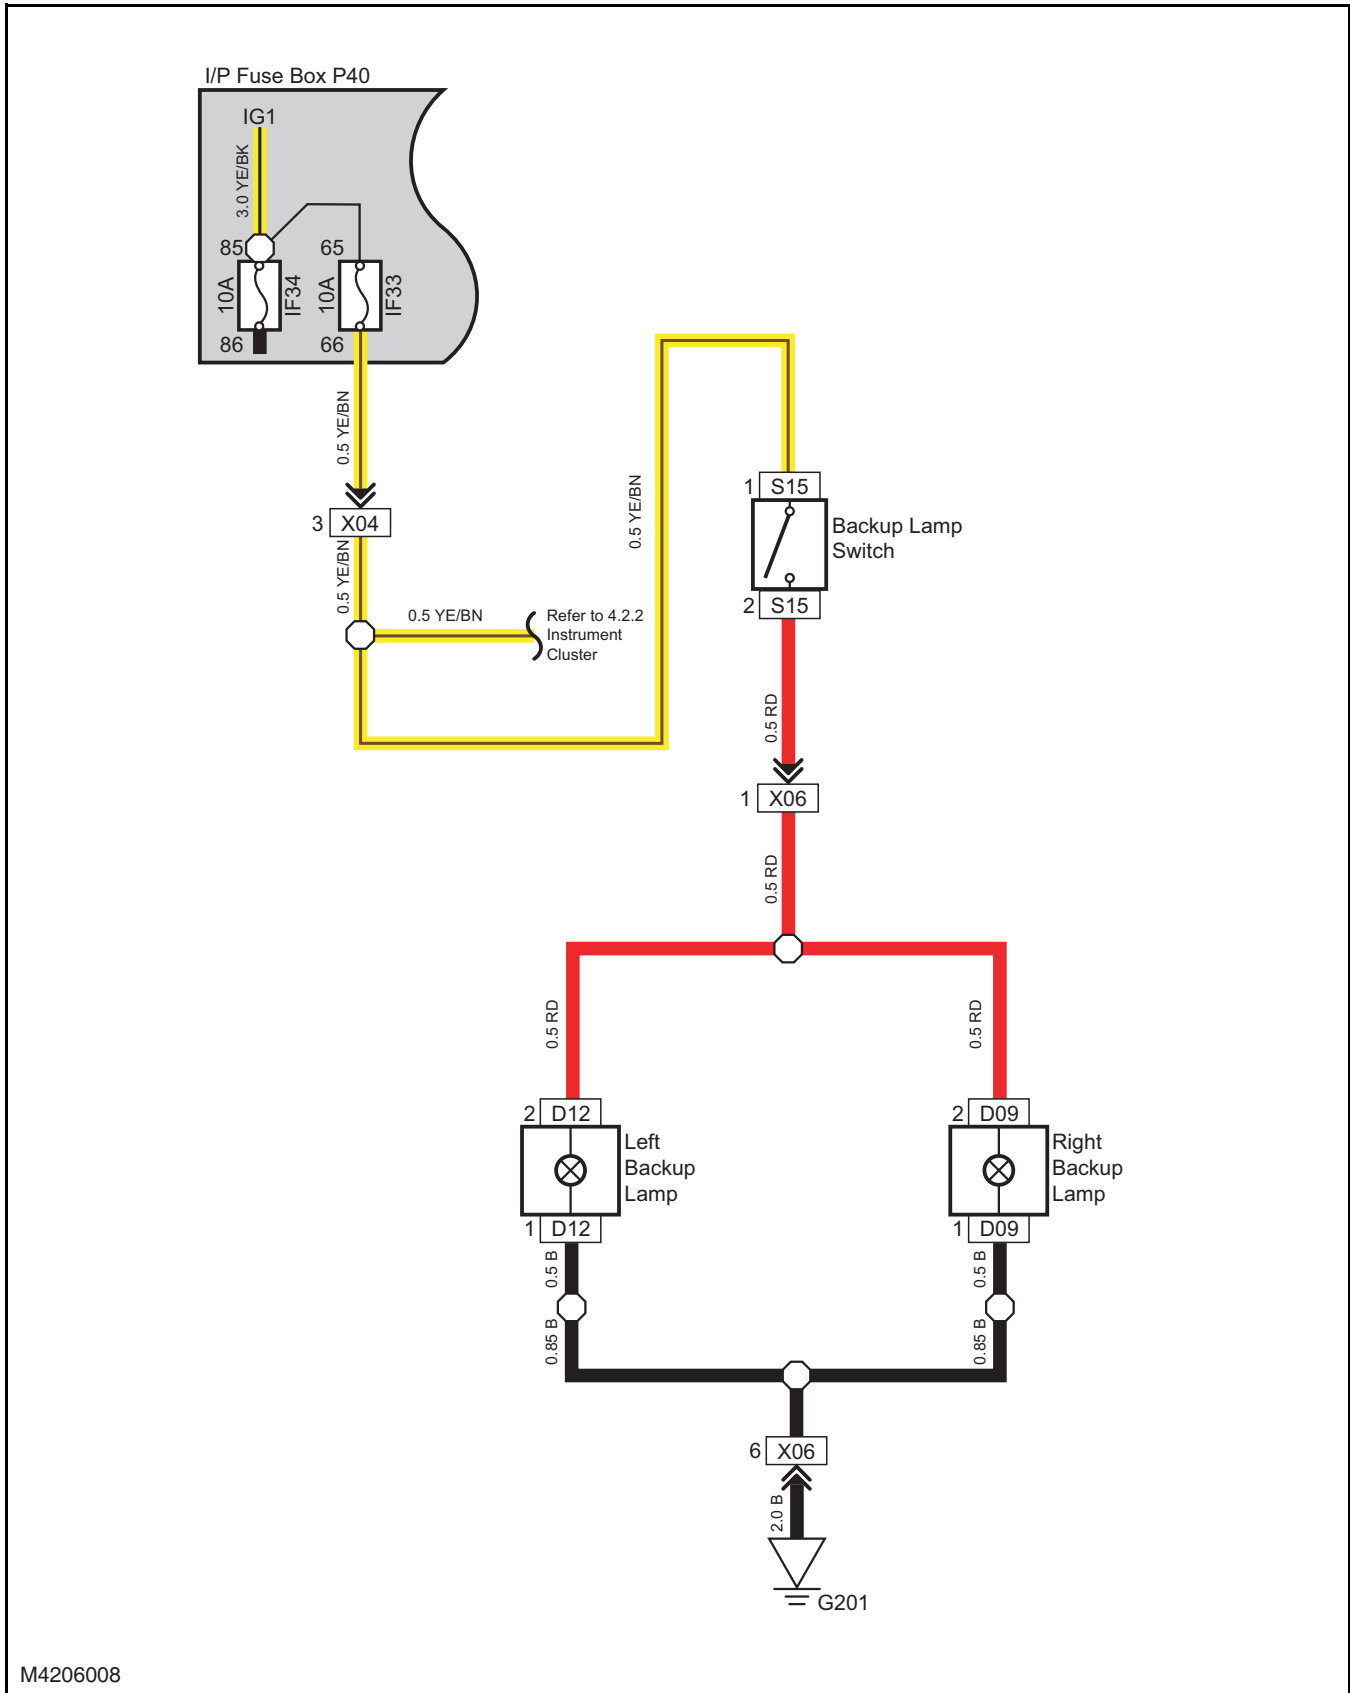 I/P Fuse Box P40
IG1
3.0 YE/BK
85
65
10A
IF34
10A
IF33
86
66
0.5 YE/BN
3 X04
0.5 YE/BN
0.5 YE/BN
Refer to 4.2.2
Instrument
Cluster
0.5 YE/BN
1 S15
Backup Lamp
Switch
2 S15
0.5 RD
1 X06
0.5 RD
0.5 RD
0.5 RD
2 D12
Left
Backup
Lamp
1 D12
2 D09
Right
Backup
Lamp
1 D09
0.5 B
0.5 B
0.85 B
0.85 B
6 X06
2.0 B
G201
M4206008